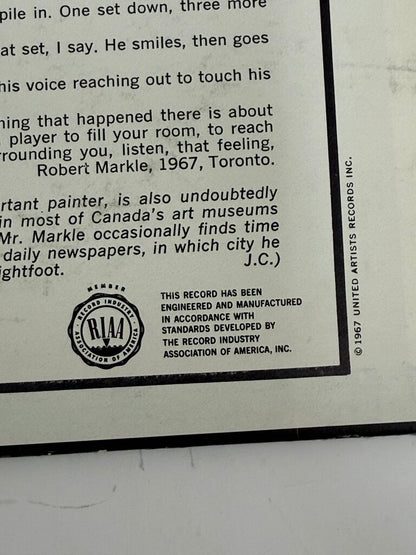 pile in. One set down, three more
at set, I say. He smiles, then goes
his voice reaching out to touch his
ning that happened there is about
player to fill your room, to reach
rrounding you, listen, that feeling,
Robert Markle, 1967, Toronto.
rtant painter, is also undoubtedly
in most of Canada's art museums
Mr. Markle occasionally finds time
daily newspapers, in which city he
ghtfoot. J.C.)
MEMBER
RECORD INDUSTRY
RIAA
ASSOCIATION OF AMERICA, INC.
THIS RECORD HAS BEEN
ENGINEERED AND MANUFACTURED
IN ACCORDANCE WITH
STANDARDS DEVELOPED BY
THE RECORD INDUSTRY
ASSOCIATION OF AMERICA, INC.
© 1967 UNITED ARTISTS RECORDS INC.